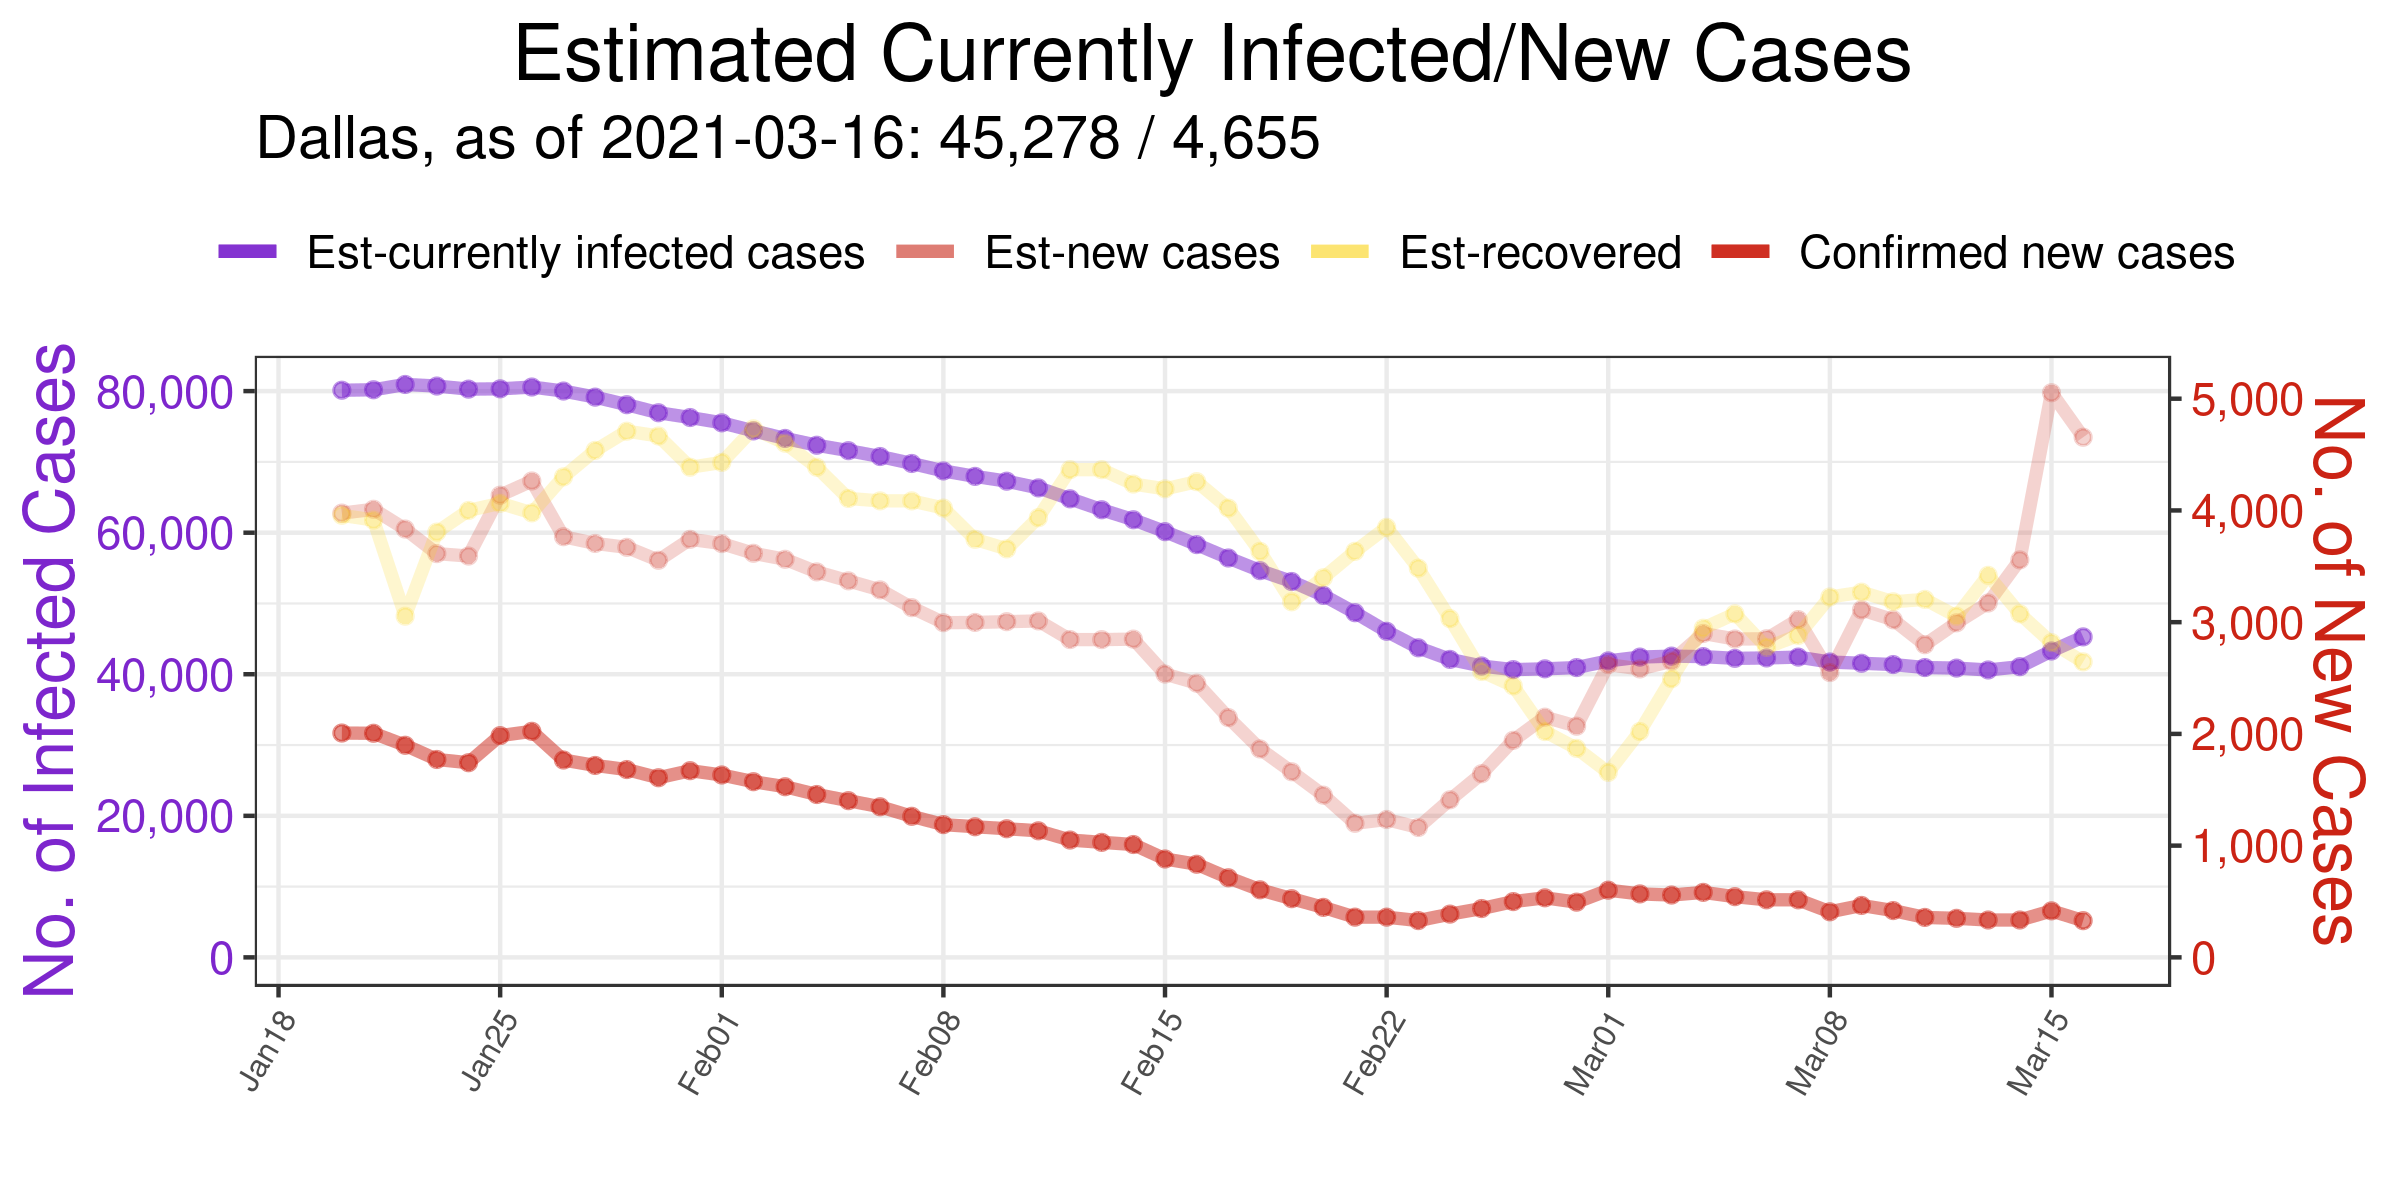 Estimated Currently Infected/New Cases
Dallas, as of 2021-03-16: 45,278 / 4,655
Est-currently infected cases Est-new cases Est-recovered Confirmed new cases
No. of Infected Cases
80,000
60,000
40,000
20,000
0
5,000
4,000
3,000
2,000
1,000
0
No. of New Cases
Jan18 Jan25 Feb01 Feb08 Feb15 Feb22 Mar01 Mar08 Mar15